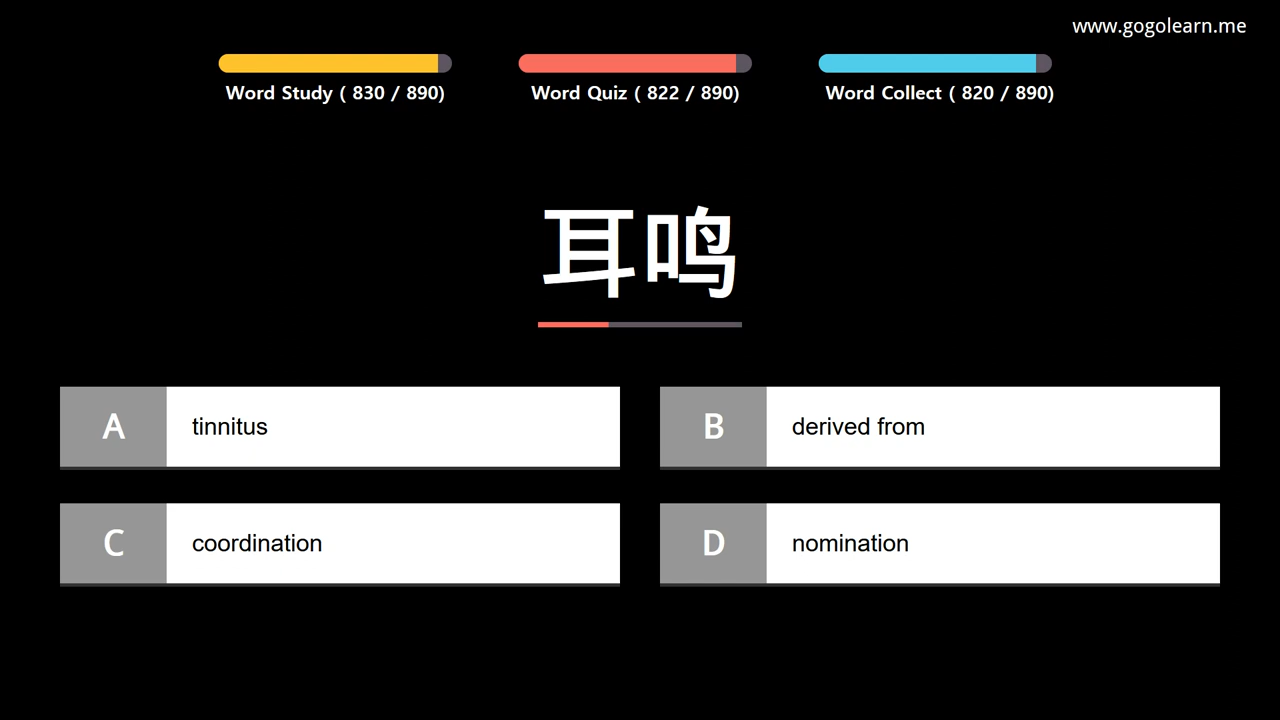 www.gogolearn.me
Word Study ( 830 / 890)
Word Quiz ( 822 / 890)
Word Collect ( 820 / 890)
耳鸣
A tinnitus
B derived from
C coordination
D nomination